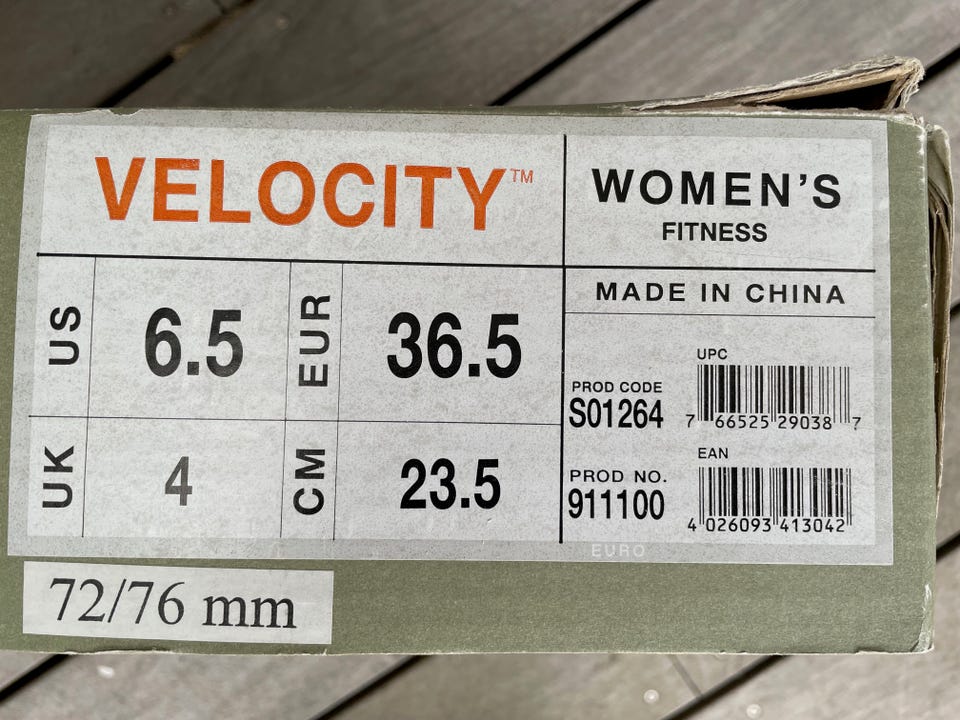 VELOCITY™
WOMEN'S
FITNESS
MADE IN CHINA
US 6.5 EUR 36.5
UK 4 CM 23.5
UPC
PROD CODE
S01264
7 66525 29038 7
EAN
PROD NO.
911100
4 026093 413042
EURO
72/76 mm